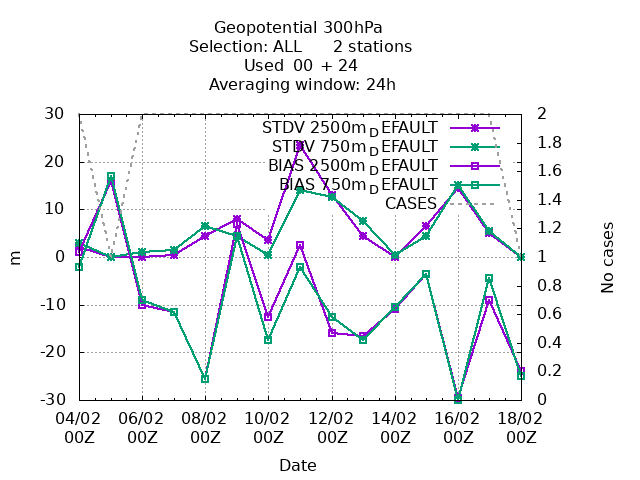 Geopotential 300hPa
Selection: ALL 2 stations
Used 00 + 24
Averaging window: 24h
STDV 2500m_DEFAULT
STDV 750m_DEFAULT
BIAS 2500m_DEFAULT
BIAS 750m_DEFAULT
CASES
30
20
10
0
-10
-20
-30
m
2
1.8
1.6
1.4
1.2
1
0.8
0.6
0.4
0.2
0
No cases
04/02 06/02 08/02 10/02 12/02 14/02 16/02 18/02
00Z 00Z 00Z 00Z 00Z 00Z 00Z 00Z
Date